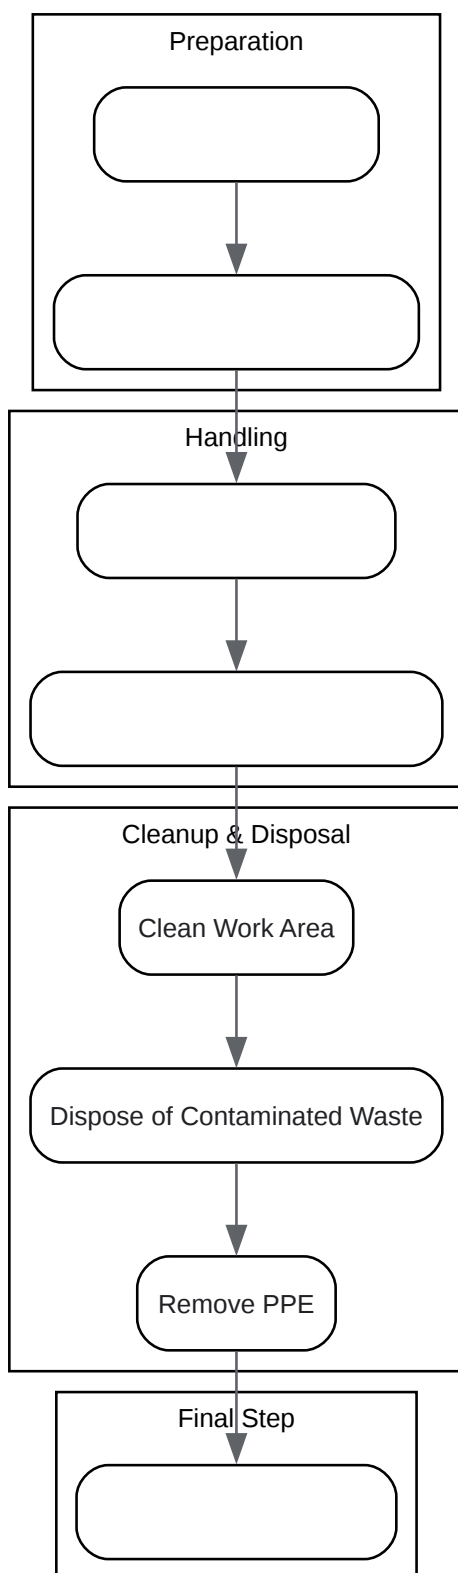 Preparation
Handling
Cleanup & Disposal
Clean Work Area
Dispose of Contaminated Waste
Remove PPE
Final Step